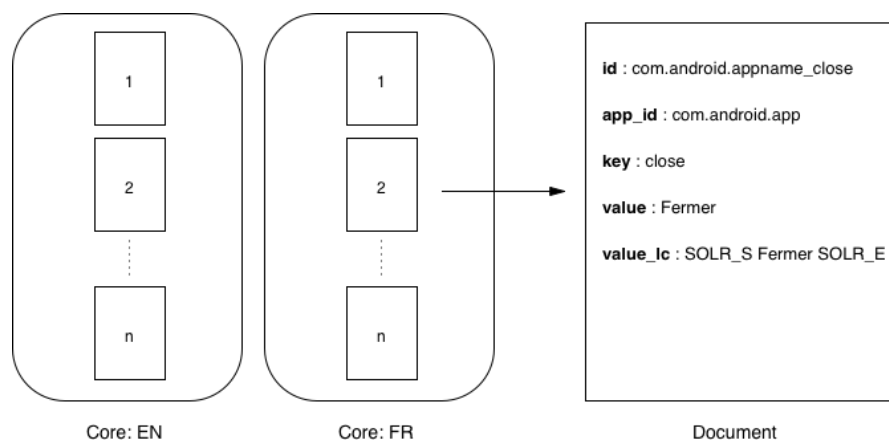 1
2
n
Core: EN
1
2
n
Core: FR
id : com.android.appname_close
app_id : com.android.app
key : close
value : Fermer
value_lc : SOLR_S Fermer SOLR_E
Document